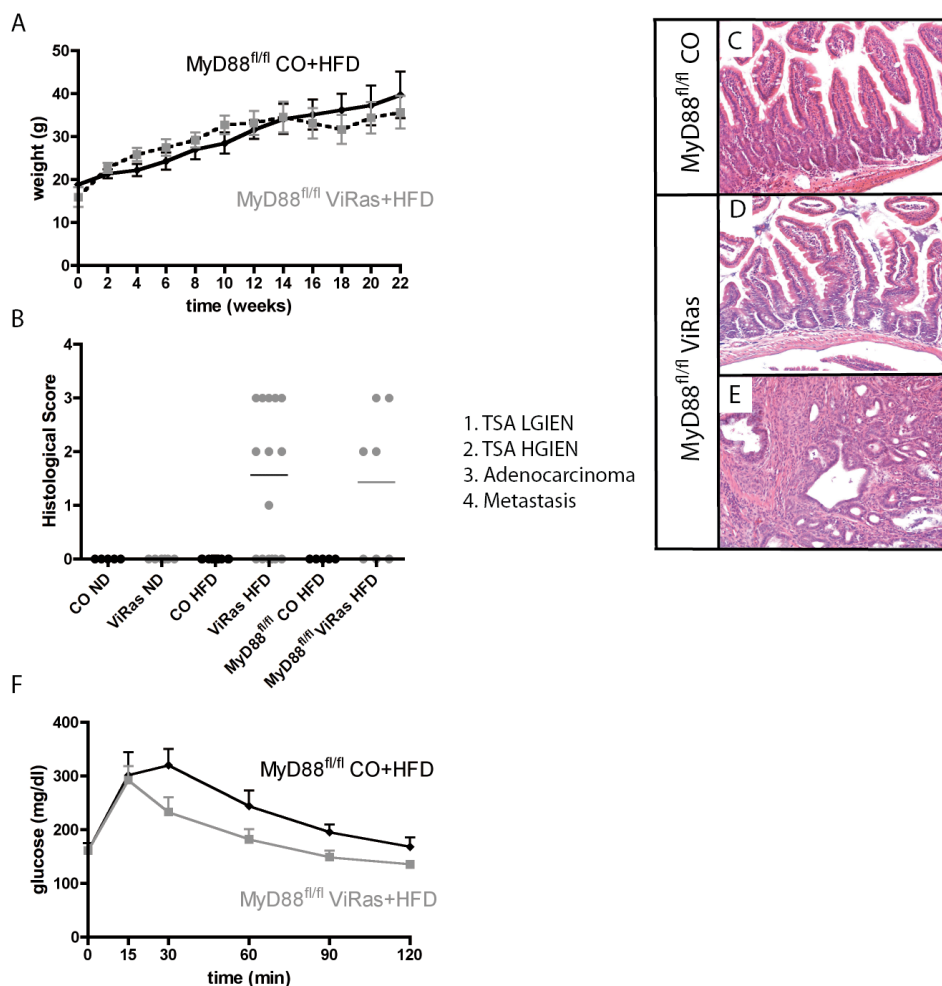 A
MyD88fl/fl CO+HFD
MyD88fl/fl ViRas+HFD
weight (g)
50
40
30
20
10
0
0 2 4 6 8 10 12 14 16 18 20 22
time (weeks)
B
Histological Score
4
3
2
1
0
CO ND
ViRas ND
CO HFD
ViRas HFD
MyD88fl/fl CO HFD
MyD88fl/fl ViRas HFD
1. TSA LGIEN
2. TSA HGIEN
3. Adenocarcinoma
4. Metastasis
MyD88fl/fl CO
C
MyD88fl/fl ViRas
D
E
F
MyD88fl/fl CO+HFD
MyD88fl/fl ViRas+HFD
glucose (mg/dl)
400
300
200
100
0
0 15 30 60 90 120
time (min)